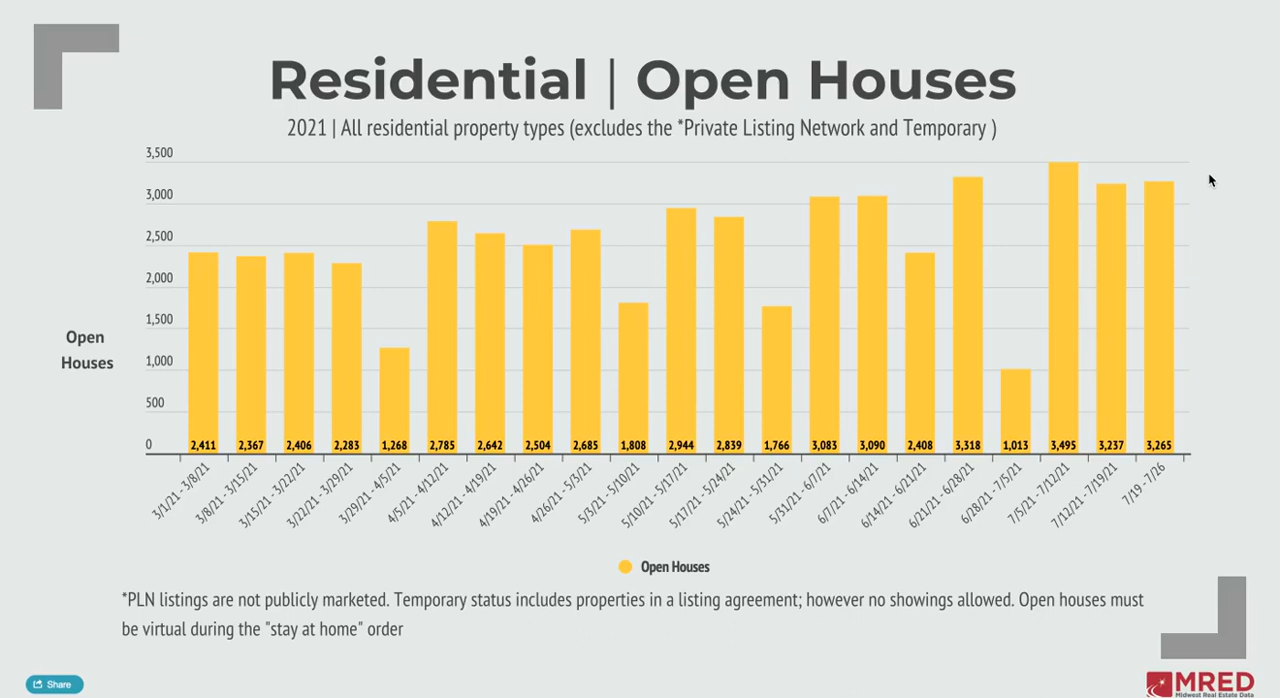 Residential | Open Houses
2021 | All residential property types (excludes the *Private Listing Network and Temporary )
3,500
3,000
2,500
2,000
1,500
1,000
500
0
Open
Houses
2,411 2,367 2,406 2,283 1,268 2,785 2,642 2,504 2,685 1,808 2,944 2,839 1,766 3,083 3,090 2,408 3,318 1,013 3,495 3,237 3,265
3/1/21 - 3/8/21
3/8/21 - 3/15/21
3/15/21 - 3/22/21
3/22/21 - 3/29/21
3/29/21 - 4/5/21
4/5/21 - 4/12/21
4/12/21 - 4/19/21
4/19/21 - 4/26/21
4/26/21 - 5/3/21
5/3/21 - 5/10/21
5/10/21 - 5/17/21
5/17/21 - 5/24/21
5/24/21 - 5/31/21
5/31/21 - 6/7/21
6/7/21 - 6/14/21
6/14/21 - 6/21/21
6/21/21 - 6/28/21
6/28/21 - 7/5/21
7/5/21 - 7/12/21
7/12/21 - 7/19/21
7/19 - 7/26
Open Houses
*PLN listings are not publicly marketed. Temporary status includes properties in a listing agreement; however no showings allowed. Open houses must
be virtual during the "stay at home" order
Share
MRED
Midwest Real Estate Data